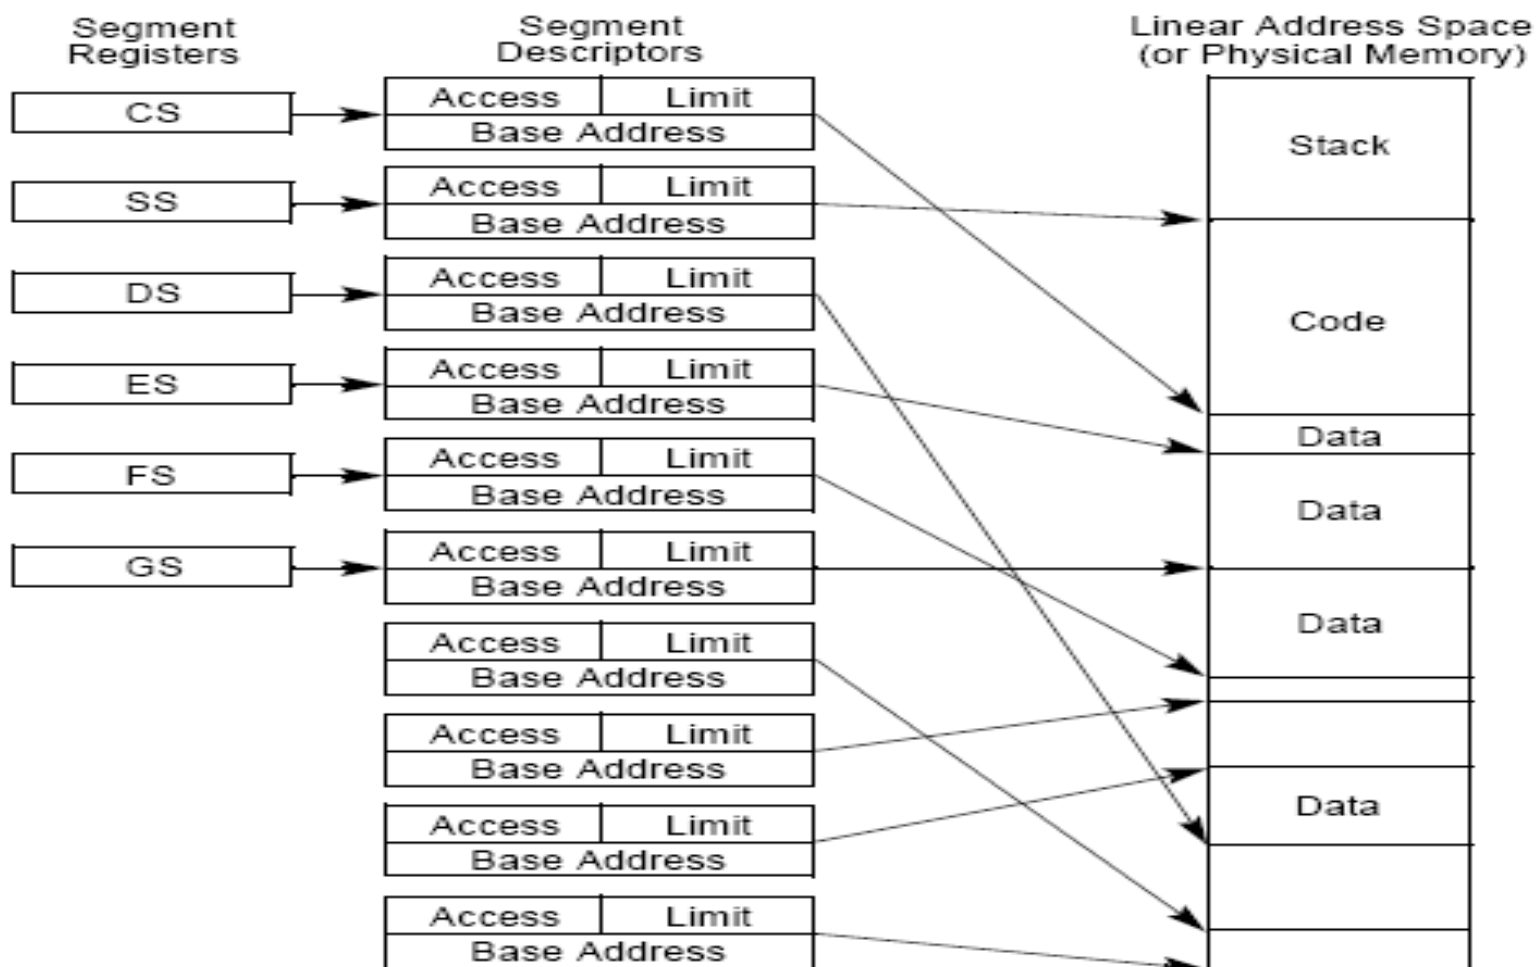 Segment
Registers
Segment
Descriptors
Linear Address Space
(or Physical Memory)
CS
Access Limit
Base Address
Stack
SS
Access Limit
Base Address
DS
Access Limit
Base Address
Code
ES
Access Limit
Base Address
Data
FS
Access Limit
Base Address
Data
GS
Access Limit
Base Address
Data
Access Limit
Base Address
Access Limit
Base Address
Access Limit
Base Address
Data
Access Limit
Base Address